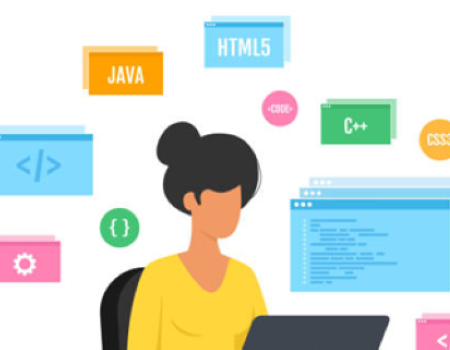 HTML5
JAVA
<CODE>
C++
CSS3
</>
{ }
<